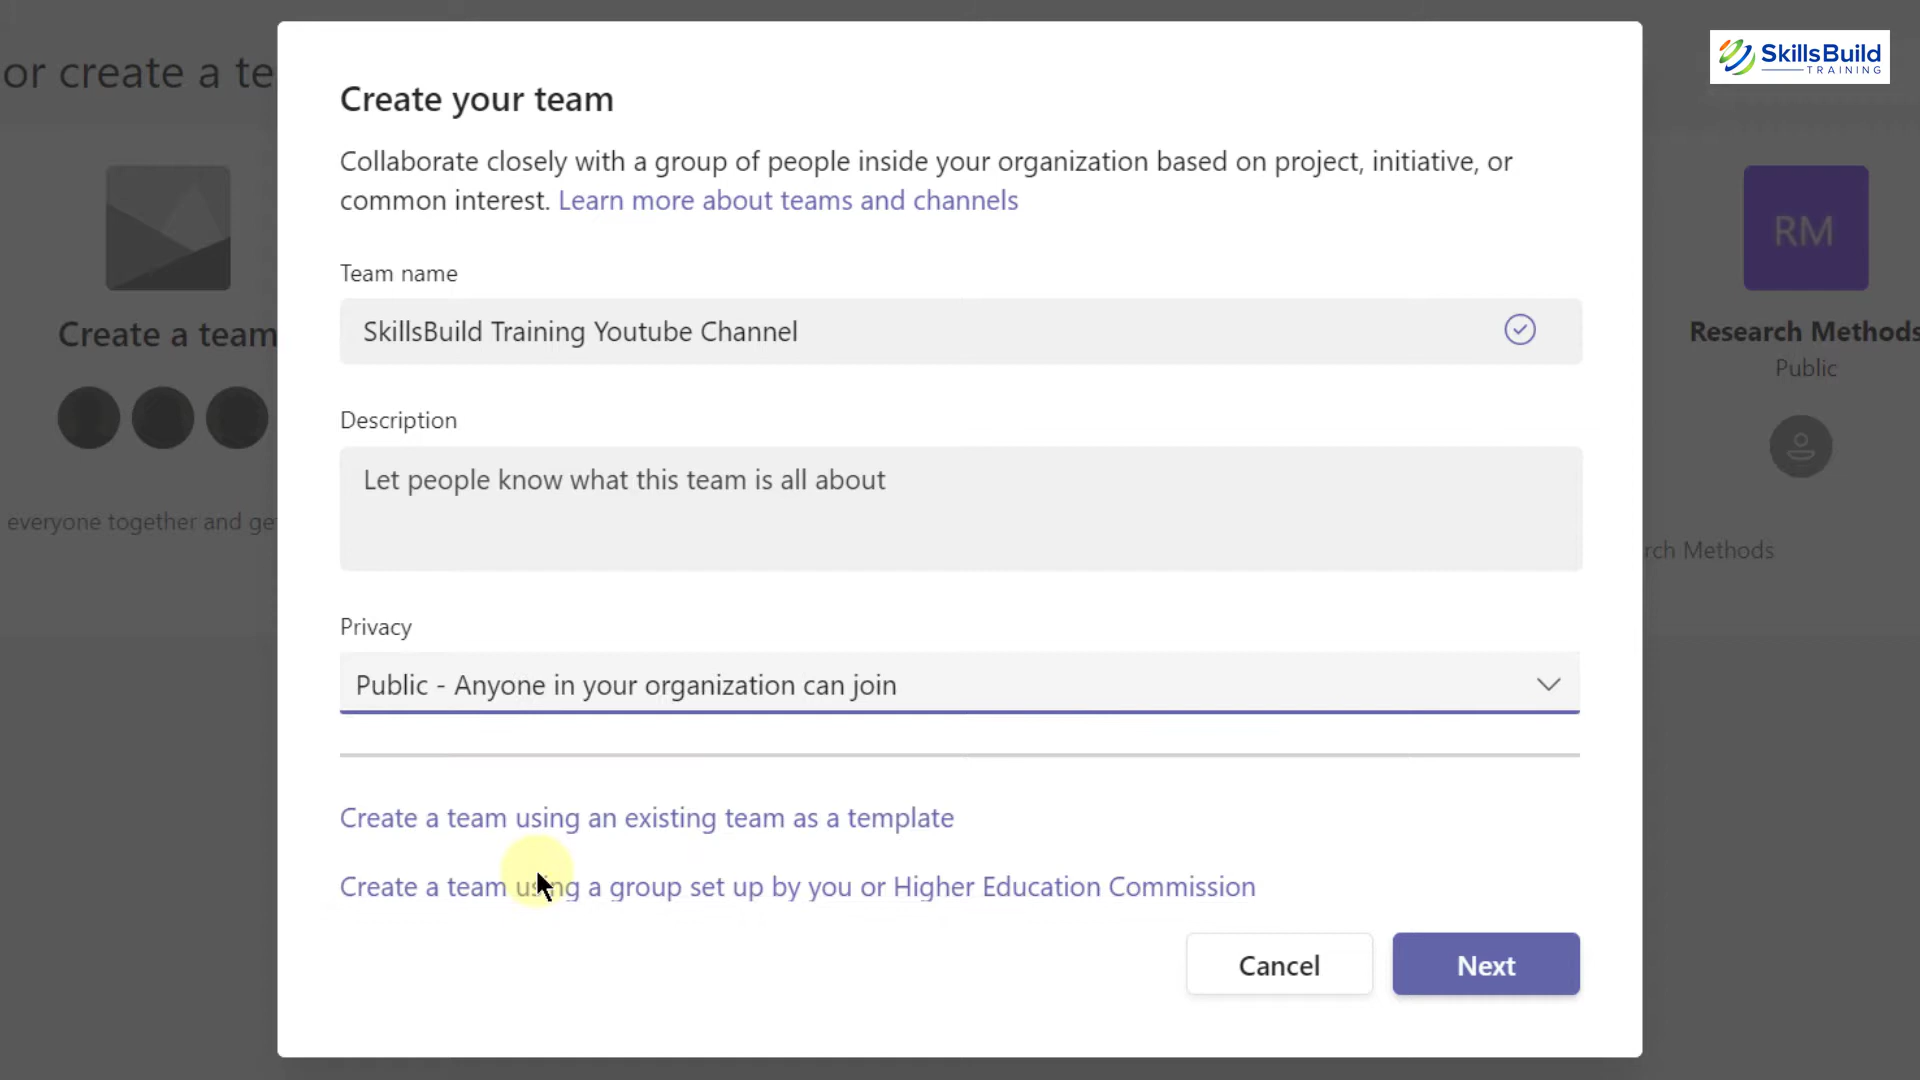 or create a te
SkillsBuild
TRAINING
Create your team
Collaborate closely with a group of people inside your organization based on project, initiative, or
common interest. Learn more about teams and channels
Team name
SkillsBuild Training Youtube Channel
Description
Let people know what this team is all about
Privacy
Public - Anyone in your organization can join
Create a team using an existing team as a template
Create a team using a group set up by you or Higher Education Commission
Cancel
Next
Create a team
everyone together and ge
RM
Research Methods
Public
rch Methods